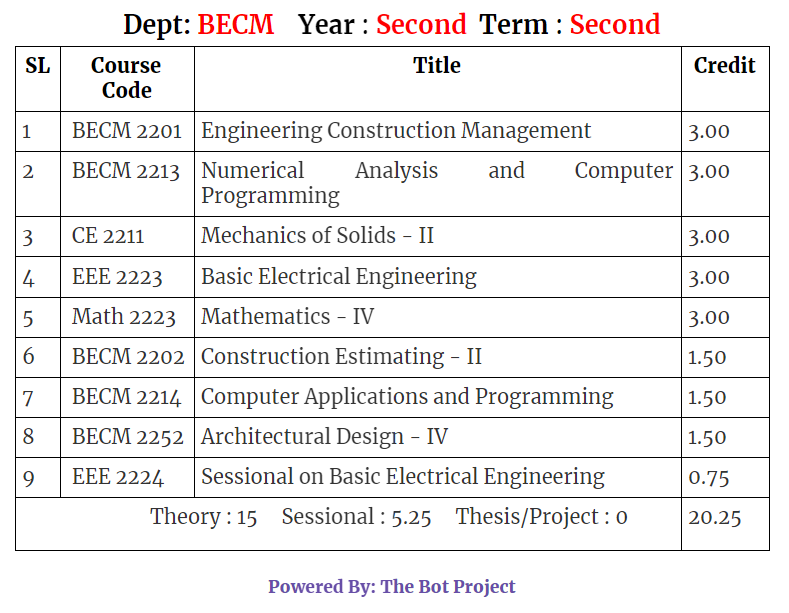 Dept: BECM Year : Second Term : Second
SL Course Code Title Credit
1 BECM 2201 Engineering Construction Management 3.00
2 BECM 2213 Numerical Analysis and Computer Programming 3.00
3 CE 2211 Mechanics of Solids - II 3.00
4 EEE 2223 Basic Electrical Engineering 3.00
5 Math 2223 Mathematics - IV 3.00
6 BECM 2202 Construction Estimating - II 1.50
7 BECM 2214 Computer Applications and Programming 1.50
8 BECM 2252 Architectural Design - IV 1.50
9 EEE 2224 Sessional on Basic Electrical Engineering 0.75
Theory : 15 Sessional : 5.25 Thesis/Project : 0 20.25
Powered By: The Bot Project